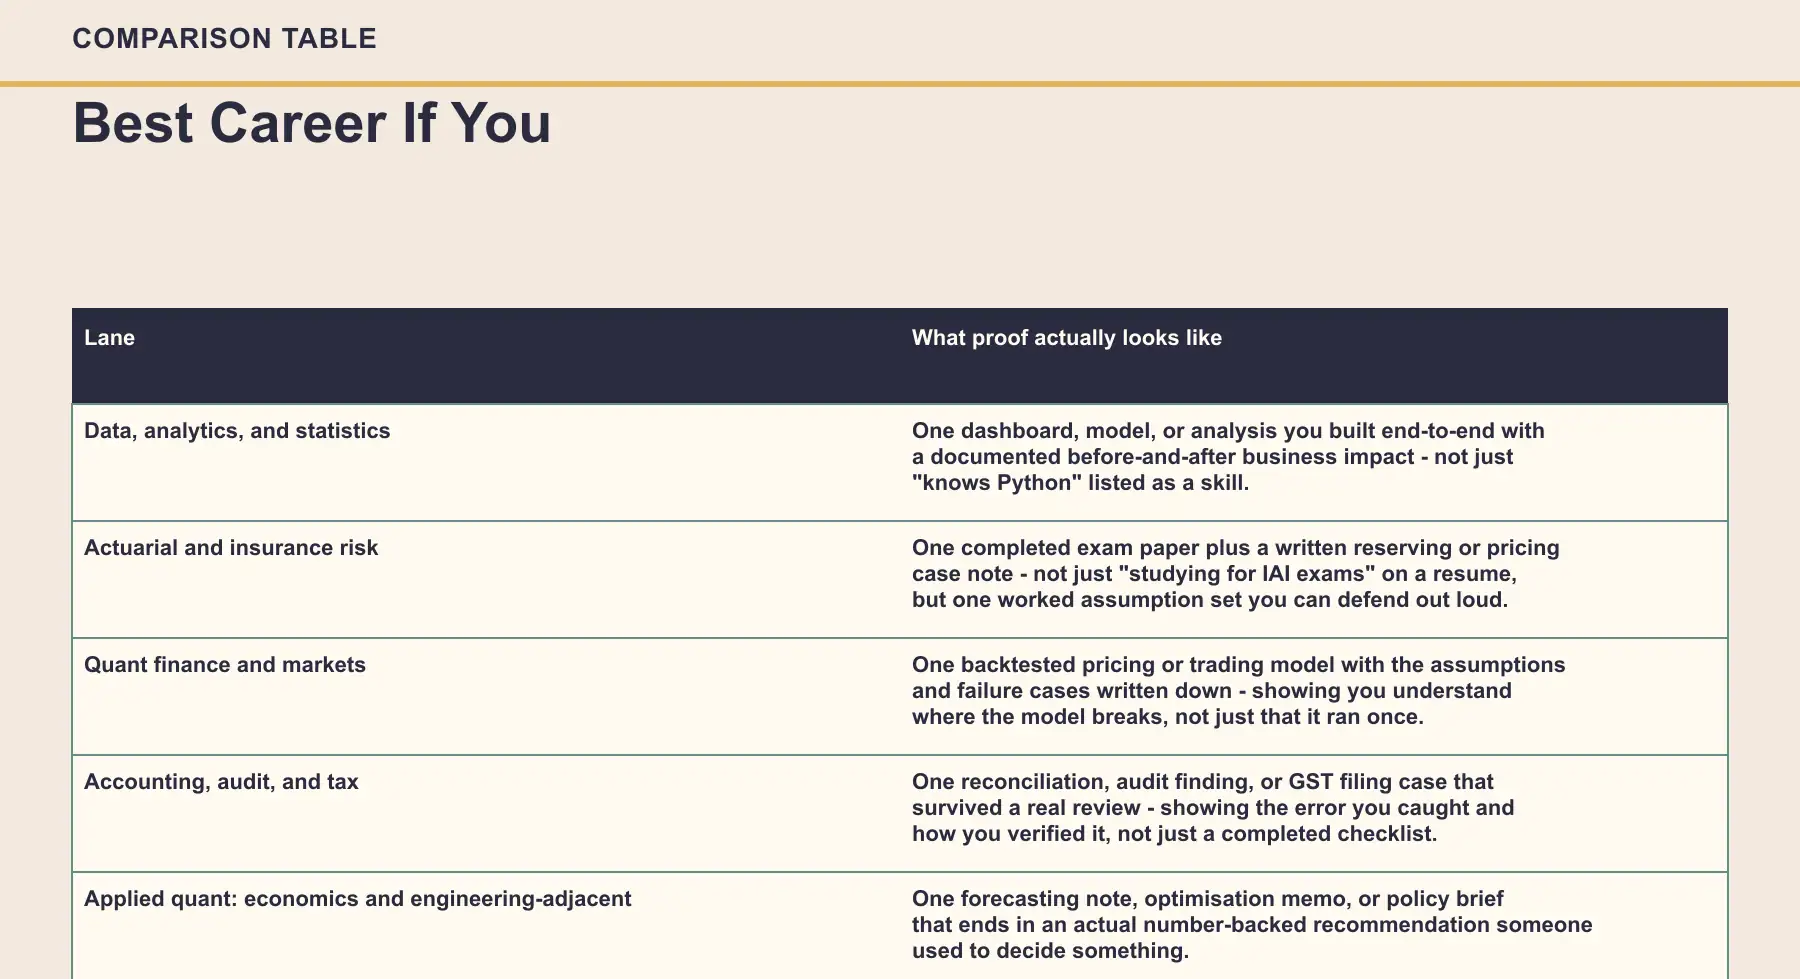 COMPARISON TABLE
Best Career If You
Lane
What proof actually looks like
Data, analytics, and statistics
One dashboard, model, or analysis you built end-to-end with
a documented before-and-after business impact - not just
"knows Python" listed as a skill.
Actuarial and insurance risk
One completed exam paper plus a written reserving or pricing
case note - not just "studying for IAI exams" on a resume,
but one worked assumption set you can defend out loud.
Quant finance and markets
One backtested pricing or trading model with the assumptions
and failure cases written down - showing you understand
where the model breaks, not just that it ran once.
Accounting, audit, and tax
One reconciliation, audit finding, or GST filing case that
survived a real review - showing the error you caught and
how you verified it, not just a completed checklist.
Applied quant: economics and engineering-adjacent
One forecasting note, optimisation memo, or policy brief
that ends in an actual number-backed recommendation someone
used to decide something.